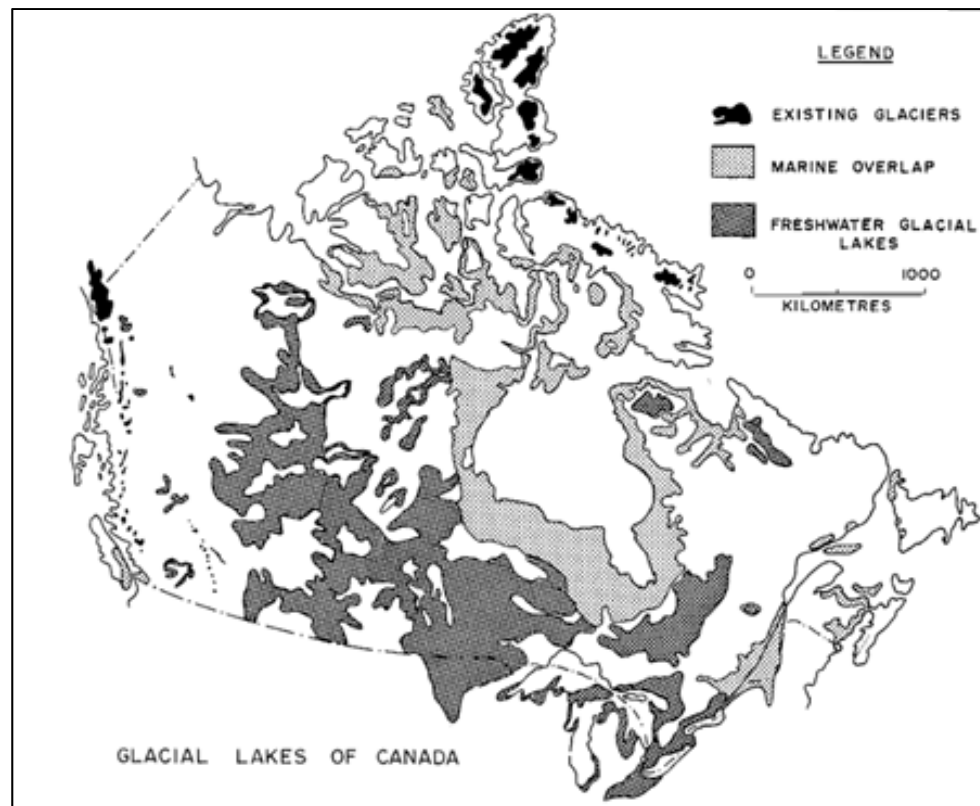 LEGEND
EXISTING GLACIERS
MARINE OVERLAP
FRESHWATER GLACIAL
LAKES
0 1000
KILOMETRES
GLACIAL LAKES OF CANADA